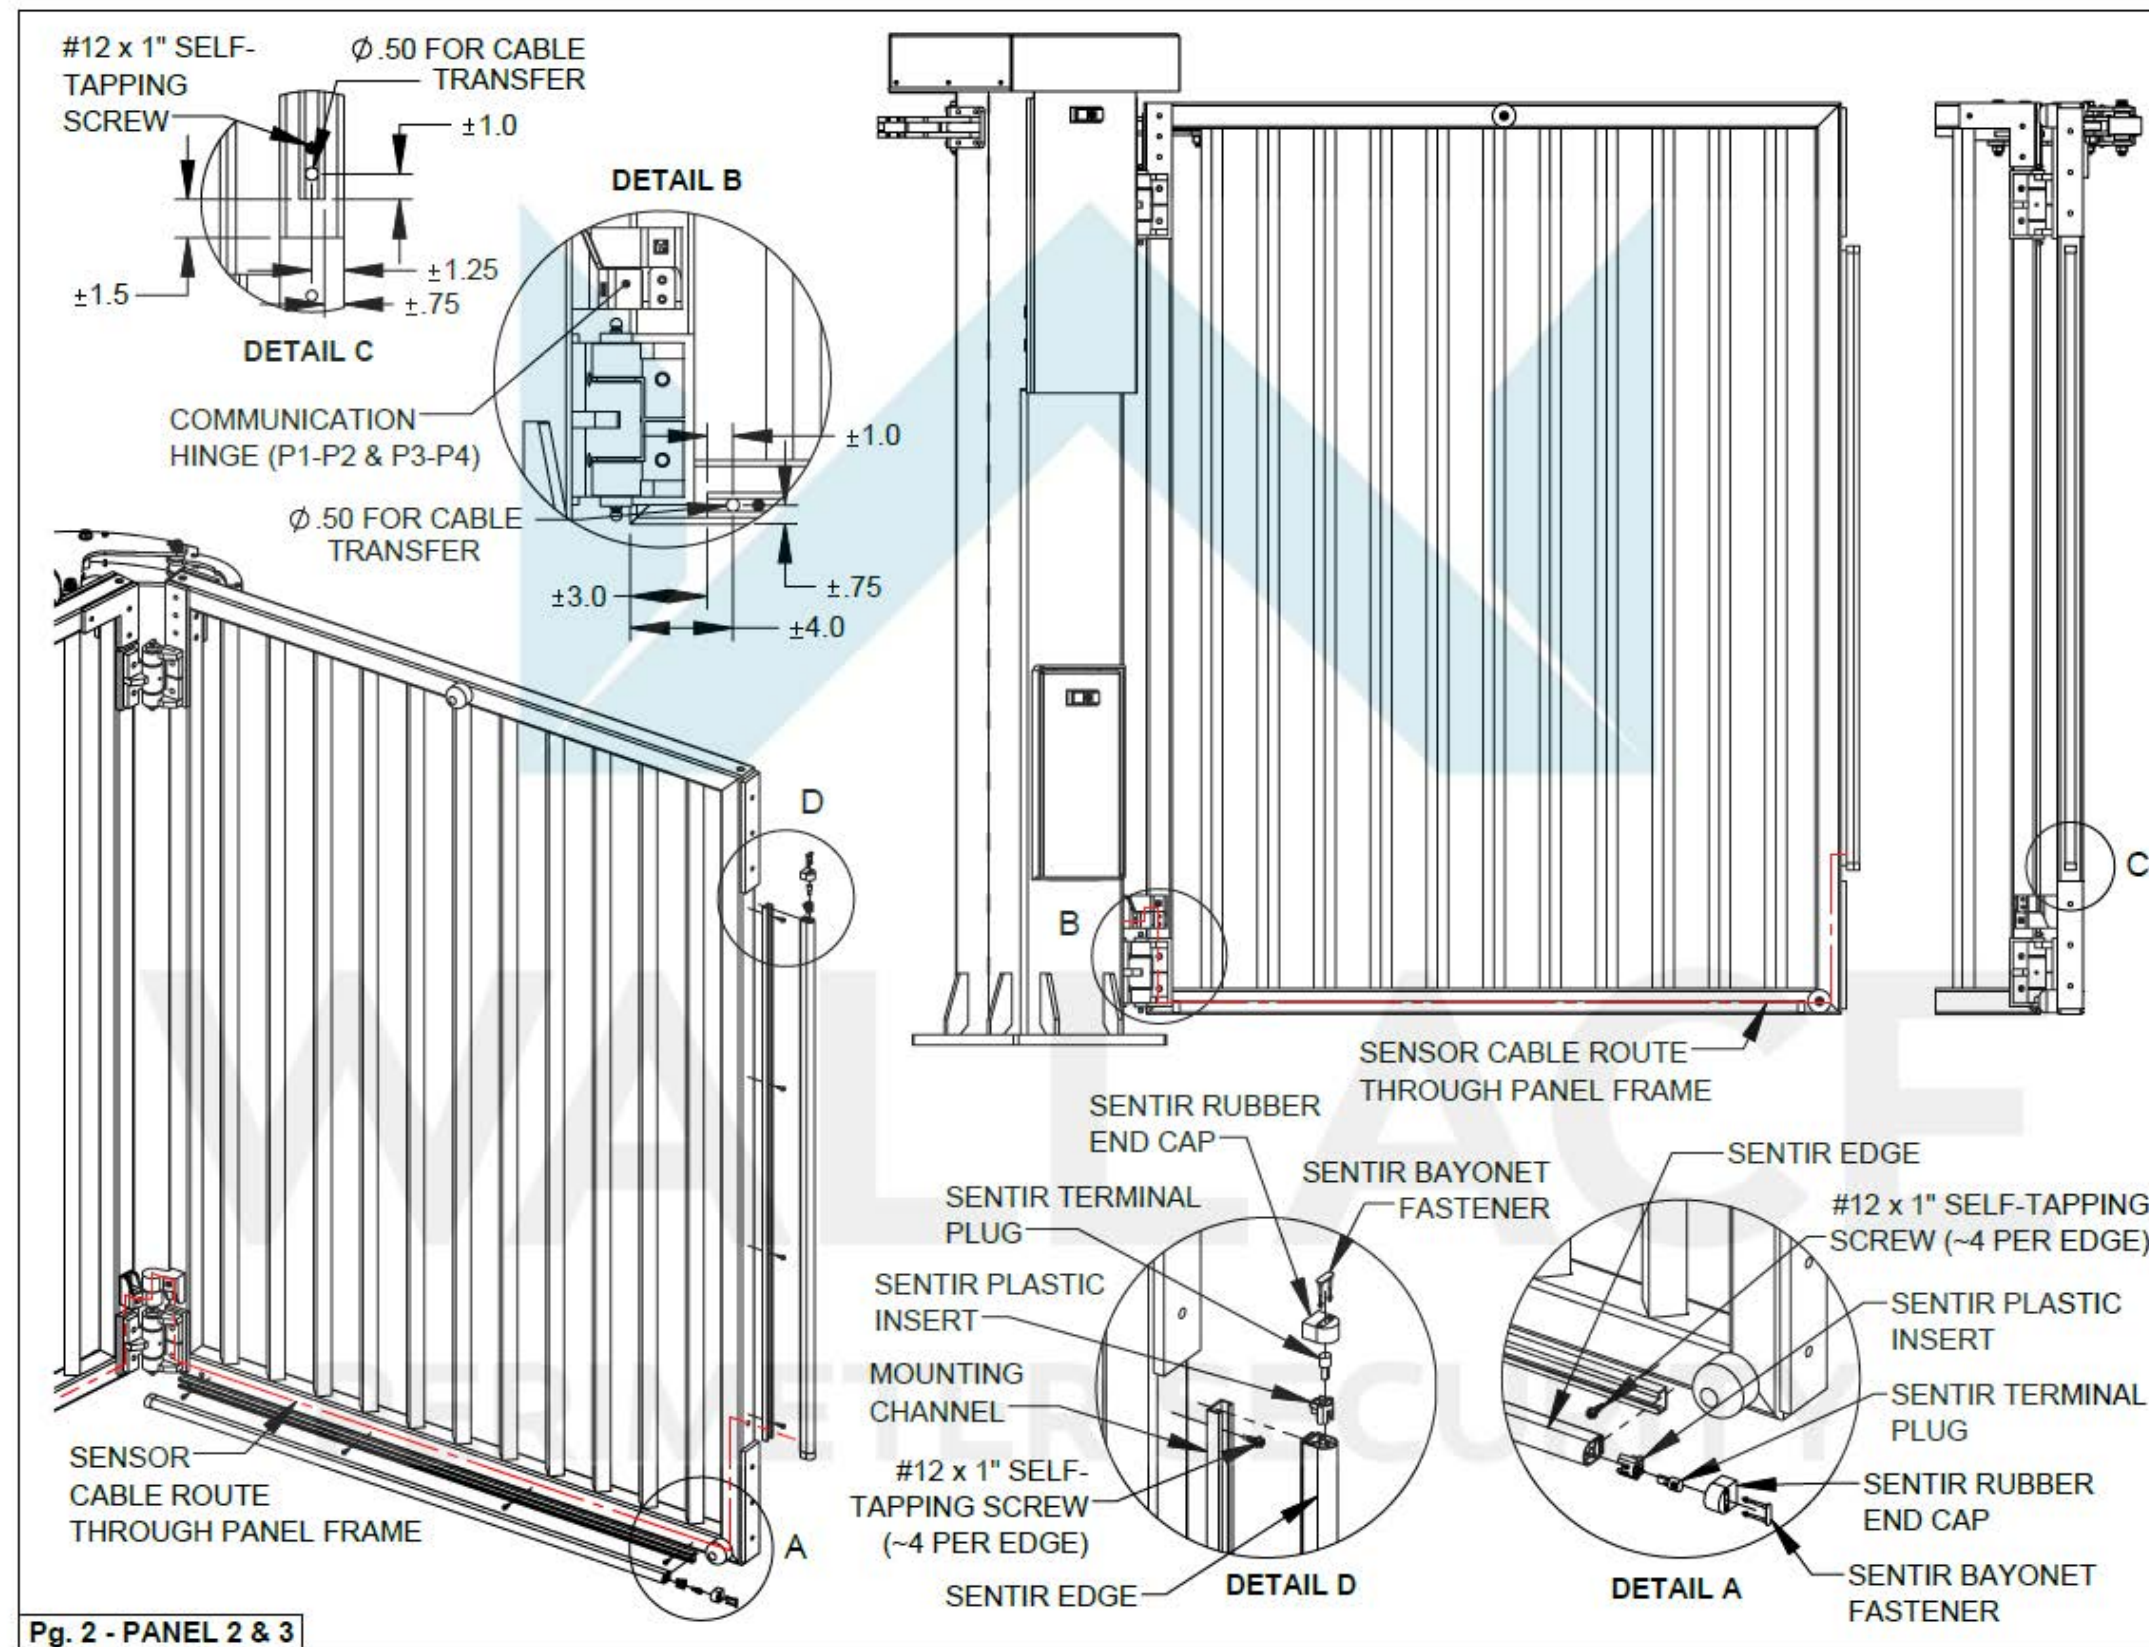 #12 x 1" SELF-
TAPPING
SCREW
Ø.50 FOR CABLE
TRANSFER
±1.0
±1.5
±1.25
±.75
DETAIL C
DETAIL B
COMMUNICATION
HINGE (P1-P2 & P3-P4)
±1.0
Ø.50 FOR CABLE
TRANSFER
±3.0
±.75
±4.0
D
B
C
SENSOR CABLE ROUTE
THROUGH PANEL FRAME
WALLACE
PERIMETER SECURITY
SENSOR
CABLE ROUTE
THROUGH PANEL FRAME
A
SENTIR RUBBER
END CAP
SENTIR BAYONET
FASTENER
SENTIR TERMINAL
PLUG
SENTIR PLASTIC
INSERT
MOUNTING
CHANNEL
#12 x 1" SELF-
TAPPING SCREW
(~4 PER EDGE)
SENTIR EDGE
DETAIL D
SENTIR EDGE
#12 x 1" SELF-TAPPING
SCREW (~4 PER EDGE)
SENTIR PLASTIC
INSERT
SENTIR TERMINAL
PLUG
SENTIR RUBBER
END CAP
SENTIR BAYONET
FASTENER
DETAIL A
Pg. 2 - PANEL 2 & 3